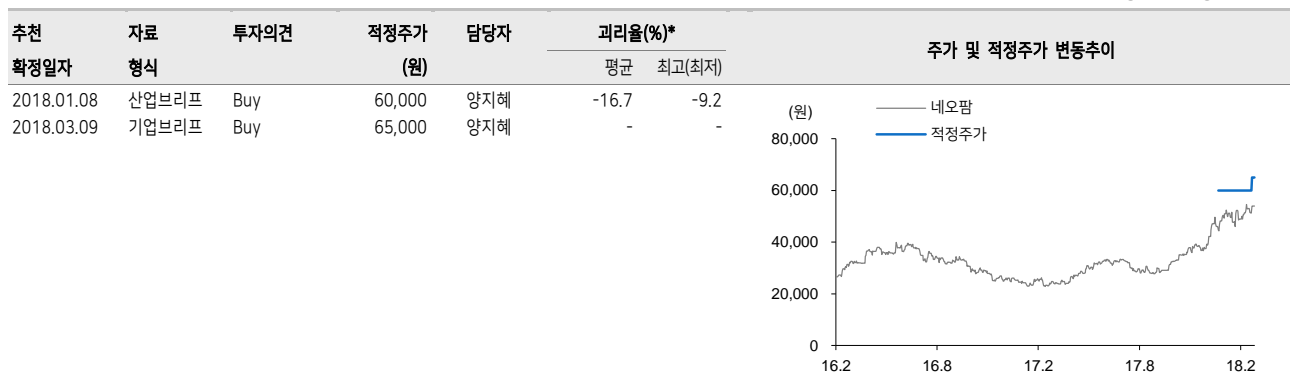 추천 자료 투자의견 적정주가 담당자 괴리율(%)* 주가 및 적정주가 변동추이
확정일자 형식 (원) 평균 최고(최저)
2018.01.08 산업브리프 Buy 60,000 양지혜 -16.7 -9.2
2018.03.09 기업브리프 Buy 65,000 양지혜 - -
(원)
네오팜
적정주가
80,000
60,000
40,000
20,000
0
16.2 16.8 17.2 17.8 18.2